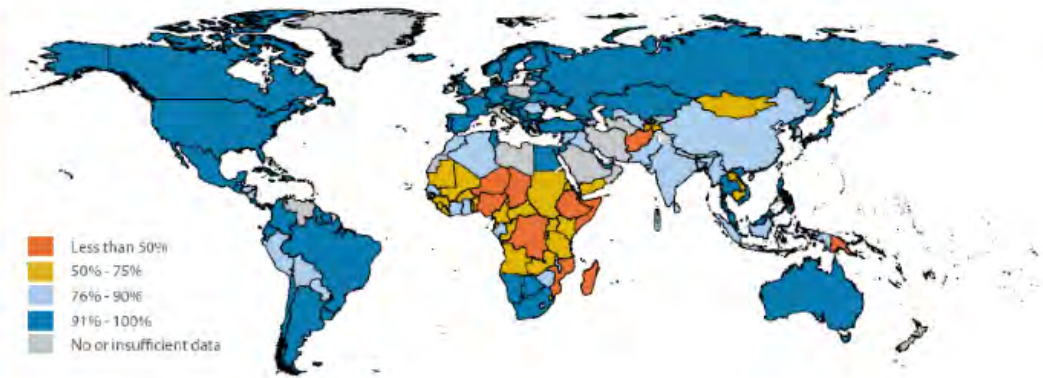 Less than 50%
50% - 75%
76% - 90%
91% - 100%
No or insufficient data